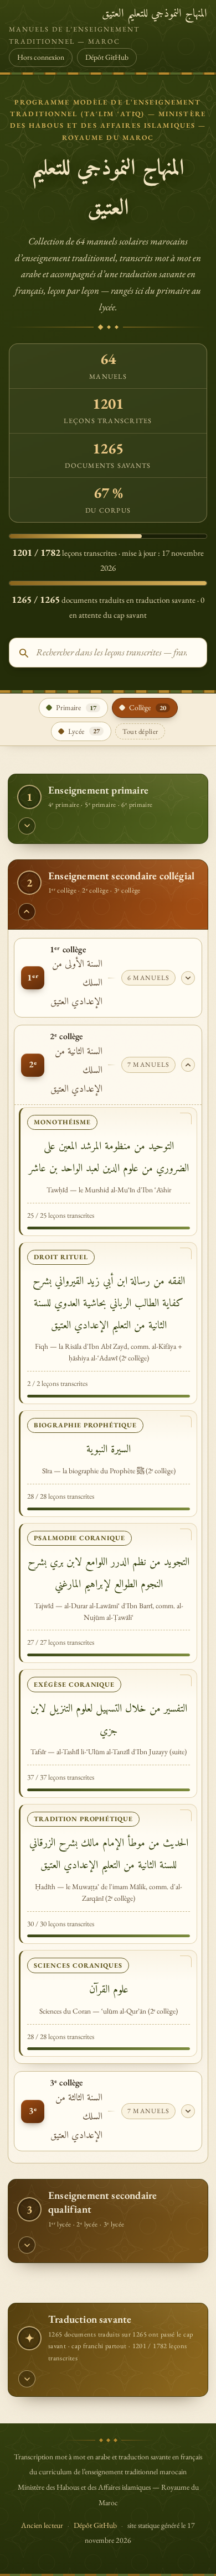 المنهاج النموذجي للتعليم العتيق
MANUELS DE L'ENSEIGNEMENT
TRADITIONNEL — MAROC
Hors connexion
Dépôt GitHub
PROGRAMME MODÈLE DE L'ENSEIGNEMENT
TRADITIONNEL (TAʿLĪM ʿATĪQ) — MINISTÈRE
DES HABOUS ET DES AFFAIRES ISLAMIQUES —
ROYAUME DU MAROC
المنهاج النموذجي للتعليم
العتيق
Collection de 64 manuels scolaires marocains
d'enseignement traditionnel, transcrits mot à mot en
arabe et accompagnés d'une traduction savante en
français, leçon par leçon — rangés ici du primaire au
lycée.
64
MANUELS
1201
LEÇONS TRANSCRITES
1265
DOCUMENTS SAVANTS
67 %
DU CORPUS
1201 / 1782 leçons transcrites · mise à jour : 17 novembre
2026
1265 / 1265 documents traduits en traduction savante · 0
en attente du cap savant
Rechercher dans les leçons transcrites — fran.
Primaire 17
Collège 20
Lycée 27
Tout déplier
1
Enseignement primaire
4ᵉ primaire · 5ᵉ primaire · 6ᵉ primaire
2
Enseignement secondaire collégial
1ᵉʳ collège · 2ᵉ collège · 3ᵉ collège
1ᵉʳ
1ᵉʳ collège
السنة الأولى من
السلك
الإعدادي العتيق
6 MANUELS
2ᵉ
2ᵉ collège
السنة الثانية من
السلك
الإعدادي العتيق
7 MANUELS
MONOTHÉISME
التوحيد من منظومة المرشد المعين على
الضروري من علوم الدين لعبد الواحد بن عاشر
Tawḥīd — le Murshid al-Muʿīn d'Ibn ʿĀshir
25 / 25 leçons transcrites
DROIT RITUEL
الفقه من رسالة ابن أبي زيد القيرواني بشرح
كفاية الطالب الرباني بحاشية العدوي للسنة
الثانية من التعليم الإعدادي العتيق
Fiqh — la Risāla d'Ibn Abī Zayd, comm. al-Kifāya +
ḥāshiya al-ʿAdawī (2ᵉ collège)
2 / 2 leçons transcrites
BIOGRAPHIE PROPHÉTIQUE
السيرة النبوية
Sīra — la biographie du Prophète ﷺ (2ᵉ collège)
28 / 28 leçons transcrites
PSALMODIE CORANIQUE
التجويد من نظم الدرر اللوامع لابن بري بشرح
النجوم الطوالع لإبراهيم المارغني
Tajwīd — al-Durar al-Lawāmiʿ d'Ibn Barrī, comm. al-
Nujūm al-Ṭawāliʿ
27 / 27 leçons transcrites
EXÉGÈSE CORANIQUE
التفسير من خلال التسهيل لعلوم التنزيل لابن
جزي
Tafsīr — al-Tashīl li-ʿUlūm al-Tanzīl d'Ibn Juzayy (suite)
37 / 37 leçons transcrites
TRADITION PROPHÉTIQUE
الحديث من موطأ الإمام مالك بشرح الزرقاني
للسنة الثانية من التعليم الإعدادي العتيق
Ḥadīth — le Muwaṭṭaʾ de l'imam Mālik, comm. d'al-
Zarqānī (2ᵉ collège)
30 / 30 leçons transcrites
SCIENCES CORANIQUES
علوم القرآن
Sciences du Coran — ʿulūm al-Qurʾān (2ᵉ collège)
28 / 28 leçons transcrites
3ᵉ
3ᵉ collège
السنة الثالثة من
السلك
الإعدادي العتيق
7 MANUELS
3
Enseignement secondaire
qualifiant
1ᵉʳ lycée · 2ᵉ lycée · 3ᵉ lycée
Traduction savante
1265 documents traduits sur 1265 ont passé le cap
savant · cap franchi partout · 1201 / 1782 leçons
transcrites
Transcription mot à mot en arabe et traduction savante en français
du curriculum de l'enseignement traditionnel marocain
Ministère des Habous et des Affaires islamiques — Royaume du
Maroc
Ancien lecteur · Dépôt GitHub · site statique généré le 17
novembre 2026